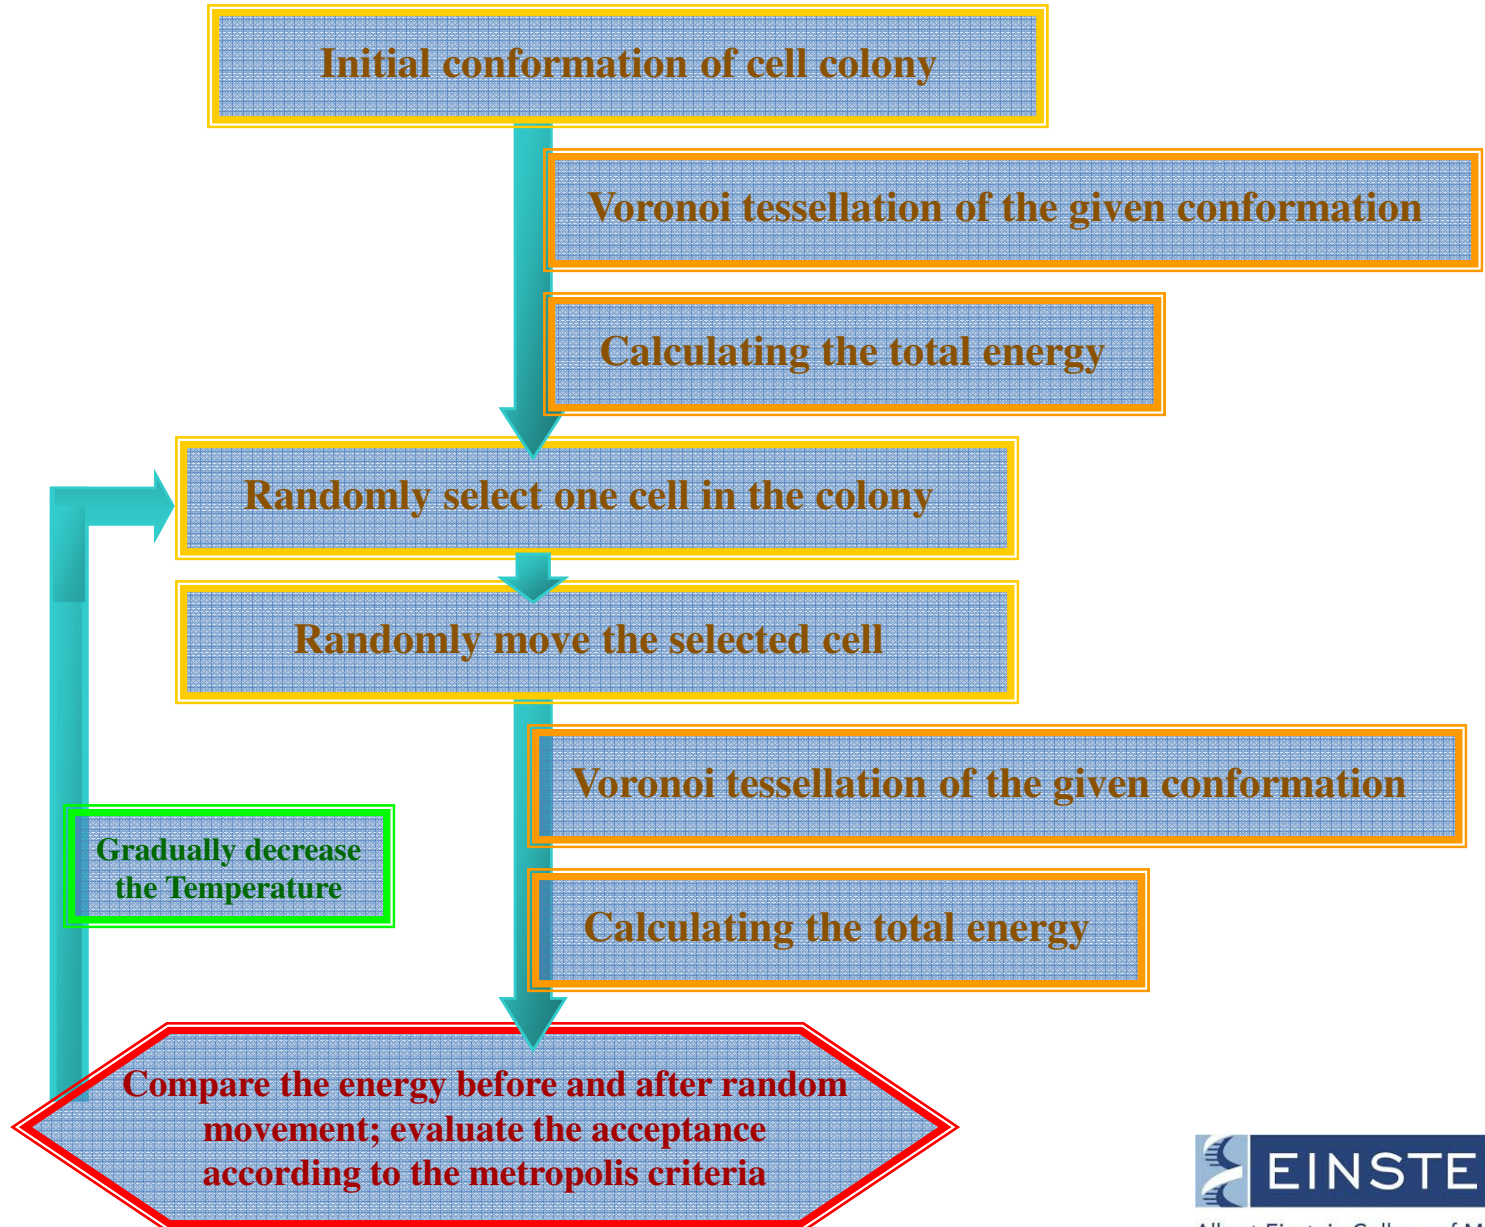 Initial conformation of cell colony
Voronoi tessellation of the given conformation
Calculating the total energy
Randomly select one cell in the colony
Randomly move the selected cell
Voronoi tessellation of the given conformation
Gradually decrease
the Temperature
Calculating the total energy
Compare the energy before and after random
movement; evaluate the acceptance
according to the metropolis criteria
EINSTE